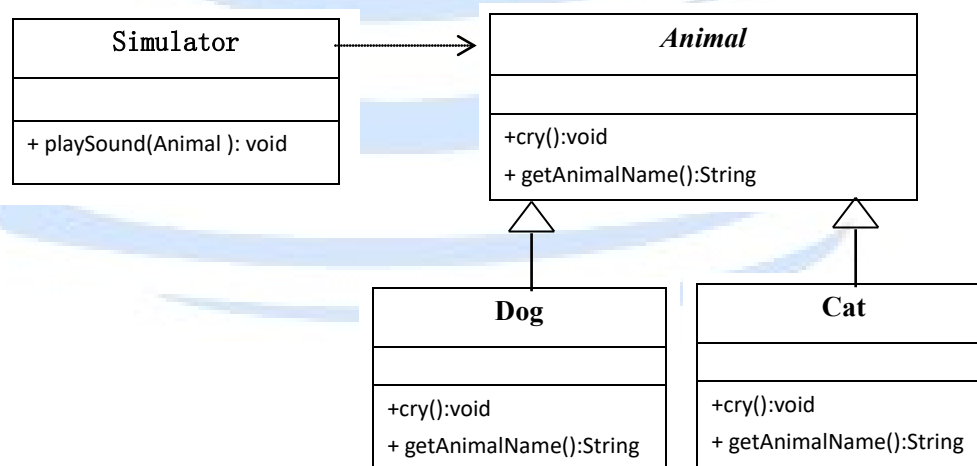 Simulator
+ playSound(Animal ): void
Animal
+cry():void
+ getAnimalName():String
Dog
+cry():void
+ getAnimalName():String
Cat
+cry():void
+ getAnimalName():String